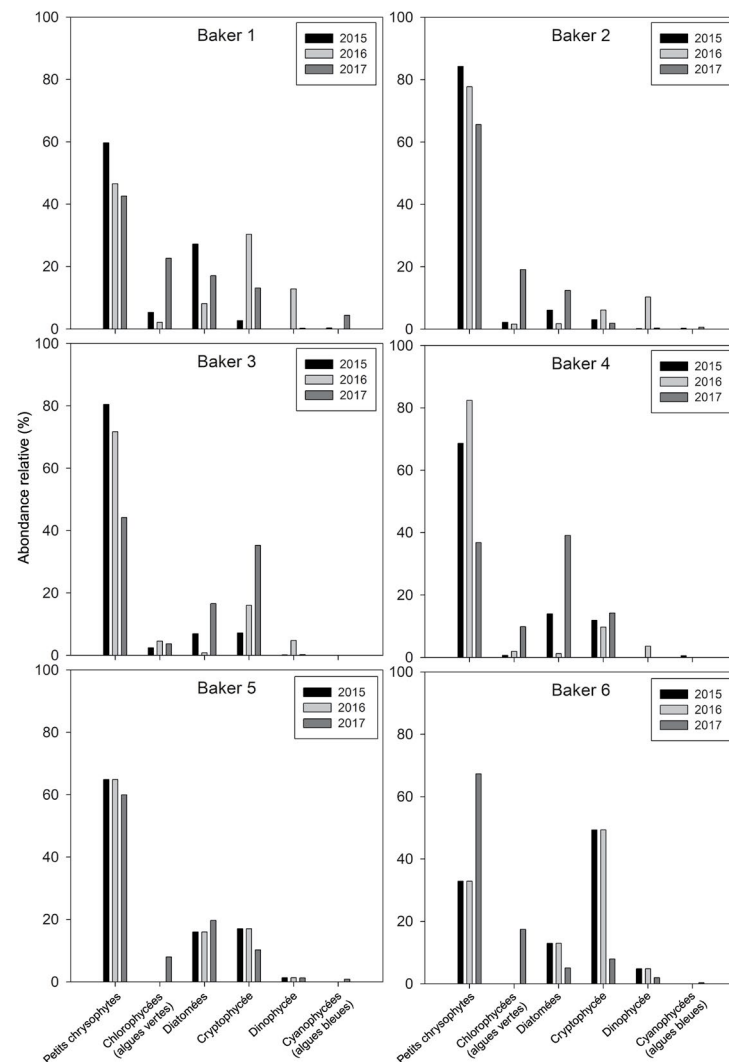 Baker 1
2015
2016
2017
100
80
60
40
20
0
Baker 2
2015
2016
2017
100
80
60
40
20
0
Abondance relative (%)
Baker 3
2015
2016
2017
100
80
60
40
20
0
Baker 4
2015
2016
2017
100
80
60
40
20
0
Baker 5
2015
2016
2017
100
80
60
40
20
0
Petits chrysophytes
Chlorophycées
(algues vertes)
Diatomées
Cryptophycée
Dinophycée
Cyanophycées
(algues bleues)
Baker 6
2015
2016
2017
100
80
60
40
20
0
Petits chrysophytes
Chlorophycées
(algues vertes)
Diatomées
Cryptophycée
Dinophycée
Cyanophycées
(algues bleues)